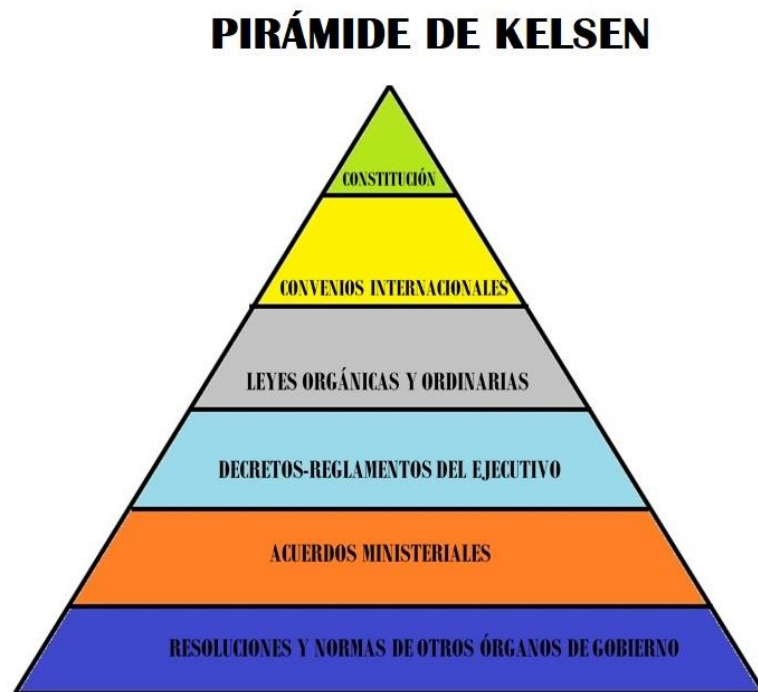 PIRÁMIDE DE KELSEN
CONSTITUCIÓN
CONVENIOS INTERNACIONALES
LEYES ORGÁNICAS Y ORDINARIAS
DECRETOS-REGLAMENTOS DEL EJECUTIVO
ACUERDOS MINISTERIALES
RESOLUCIONES Y NORMAS DE OTROS ÓRGANOS DE GOBIERNO